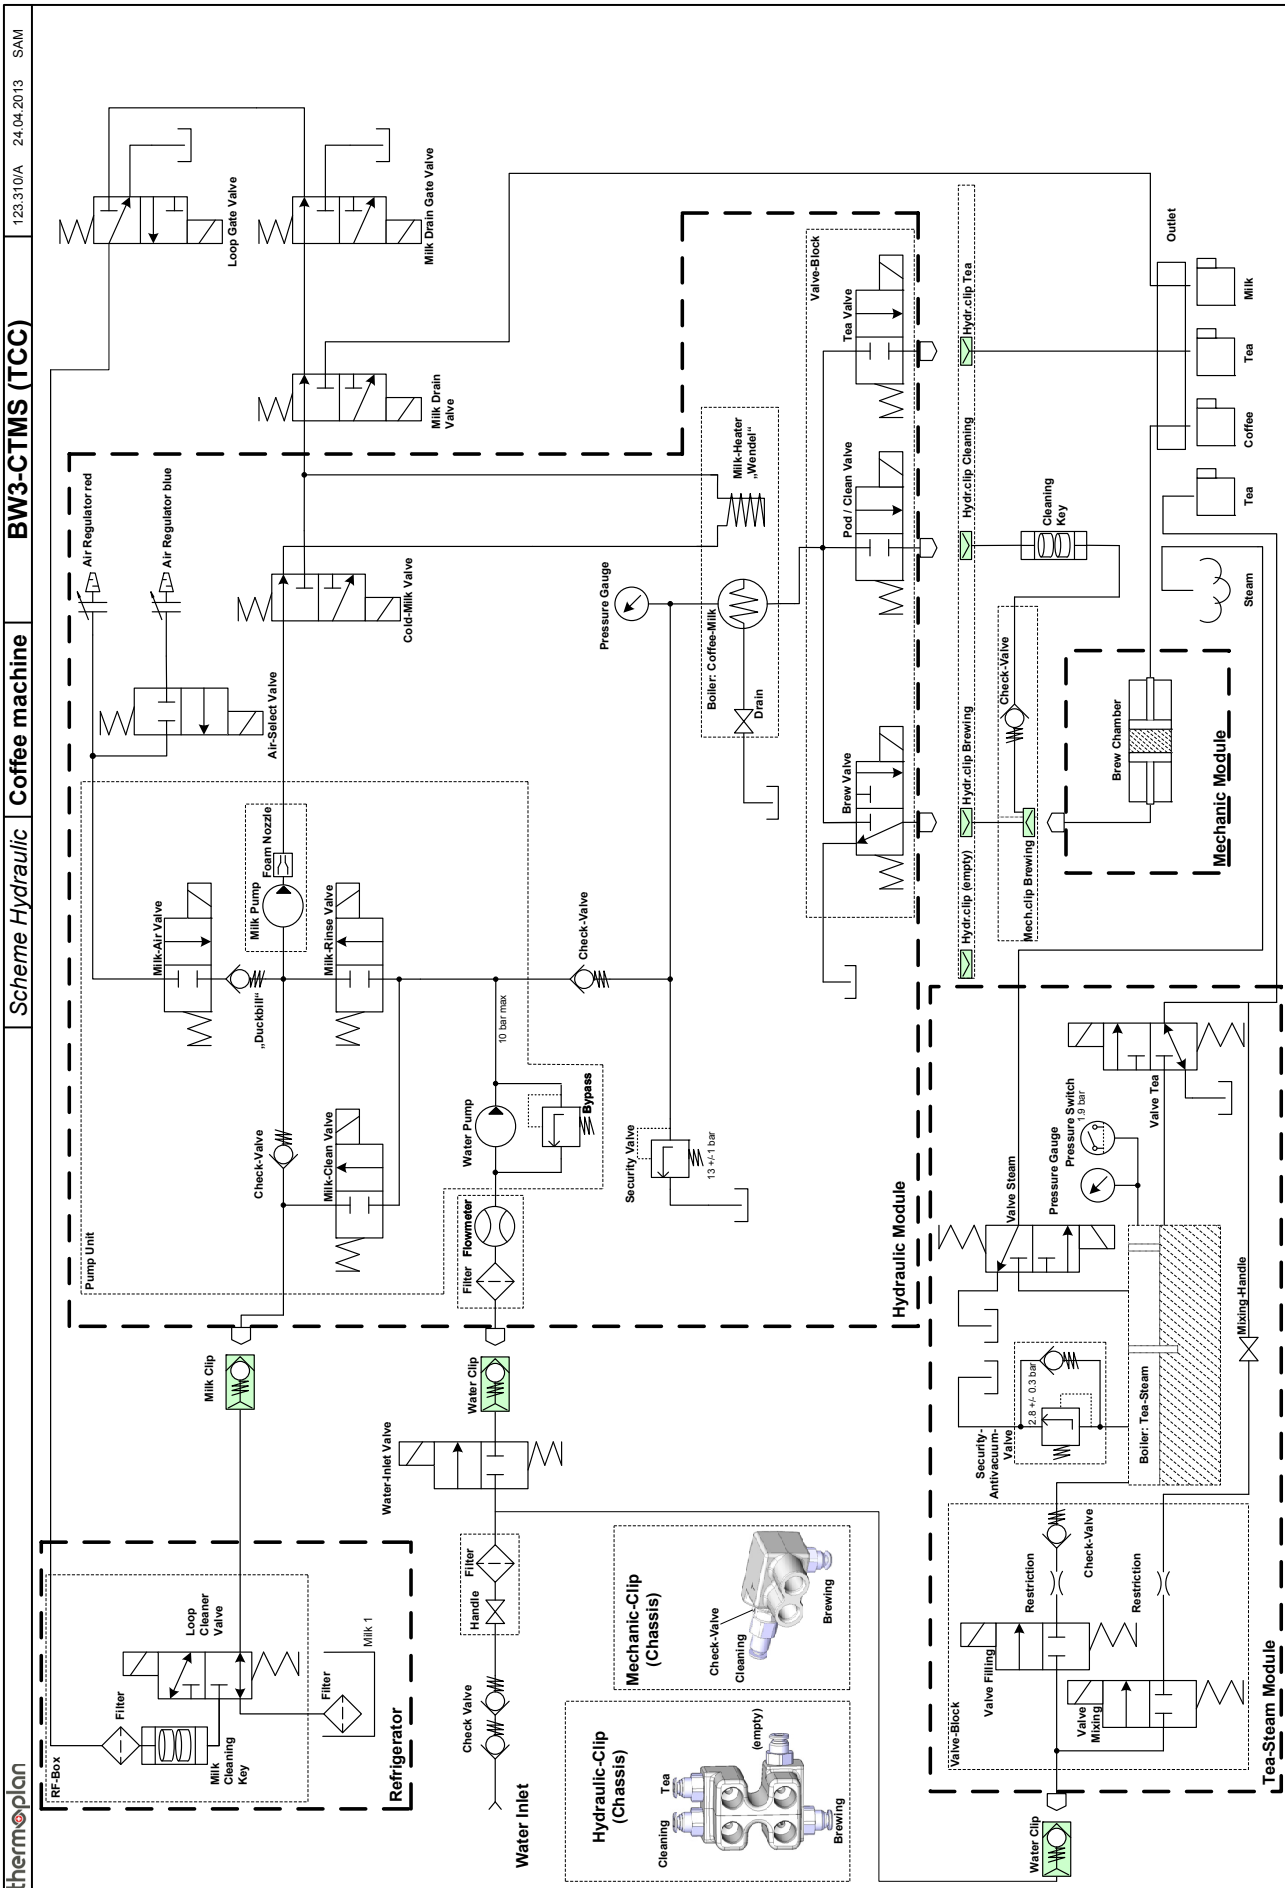 thermoplan
Scheme Hydraulic
Coffee machine
BW3-CTMS (TCC)
123.310/A
24.04.2013
SAM
RF-Box
Filter
Milk
Cleaning
Key
Loop
Cleaner
Valve
Filter
Milk 1
Refrigerator
Milk Clip
Water Inlet
Check Valve
Handle
Filter
Water-Inlet Valve
Water Clip
Hydraulic-Clip
(Chassis)
Cleaning
Tea
(empty)
Brewing
Mechanic-Clip
(Chassis)
Check-Valve
Cleaning
Brewing
Pump Unit
Check-Valve
Milk-Clean Valve
Milk-Air Valve
„Duckbill“
Milk-Rinse Valve
Milk Pump
Foam Nozzle
Filter
Flowmeter
Water Pump
Bypass
10 bar max
Check-Valve
Security Valve
13 +/-1 bar
Hydraulic Module
Air-Select Valve
Air Regulator red
Air Regulator blue
Cold-Milk Valve
Milk Drain
Valve
Loop Gate Valve
Milk Drain Gate Valve
Pressure Gauge
Boiler: Coffee-Milk
Drain
Milk-Heater
„Wendel“
Valve-Block
Brew Valve
Pod / Clean Valve
Tea Valve
Hydr.clip (empty)
Hydr.clip Brewing
Hydr.clip Cleaning
Hydr.clip Tea
Mech.clip Brewing
Check-Valve
Cleaning
Key
Brew Chamber
Mechanic Module
Steam
Outlet
Tea
Coffee
Tea
Milk
Water Clip
Valve-Block
Valve Filling
Valve
Mixing
Restriction
Restriction
Check-Valve
Security-
Antivacuum-
Valve
2.8 +/- 0.3 bar
Boiler: Tea-Steam
Mixing-Handle
Valve Steam
Pressure Gauge
Pressure Switch
1.9 bar
Valve Tea
Tea-Steam Module